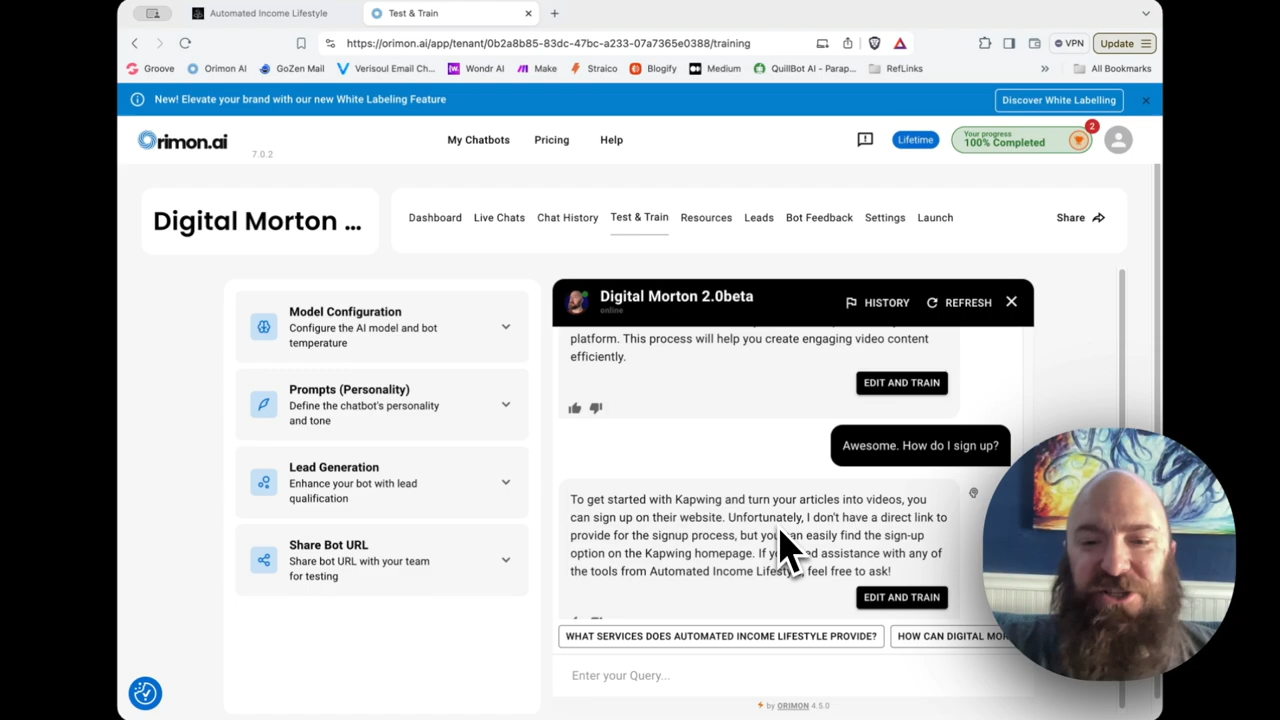 Automated Income Lifestyle
Test & Train
https://orimon.ai/app/tenant/0b2a8b85-83dc-47bc-a233-07a7365e0388/training
VPN
Update
Groove
Orimon AI
GoZen Mail
Verisoul Email Ch...
Wondr AI
Make
Straico
Blogify
Medium
QuillBot AI – Parap...
RefLinks
All Bookmarks
New! Elevate your brand with our new White Labeling Feature
Discover White Labelling
Orimon.ai
7.0.2
My Chatbots
Pricing
Help
Lifetime
Your progress
100% Completed
2
Digital Morton ...
Dashboard
Live Chats
Chat History
Test & Train
Resources
Leads
Bot Feedback
Settings
Launch
Share
Model Configuration
Configure the AI model and bot
temperature
Prompts (Personality)
Define the chatbot's personality
and tone
Lead Generation
Enhance your bot with lead
qualification
Share Bot URL
Share bot URL with your team
for testing
Digital Morton 2.0beta
online
HISTORY
REFRESH
platform. This process will help you create engaging video content
efficiently.
EDIT AND TRAIN
Awesome. How do I sign up?
To get started with Kapwing and turn your articles into videos, you
can sign up on their website. Unfortunately, I don't have a direct link to
provide for the signup process, but you can easily find the sign-up
option on the Kapwing homepage. If assistance with any of
the tools from Automated Income feel free to ask!
EDIT AND TRAIN
WHAT SERVICES DOES AUTOMATED INCOME LIFESTYLE PROVIDE?
HOW CAN DIGITAL
Enter your Query...
by ORIMON 4.5.0